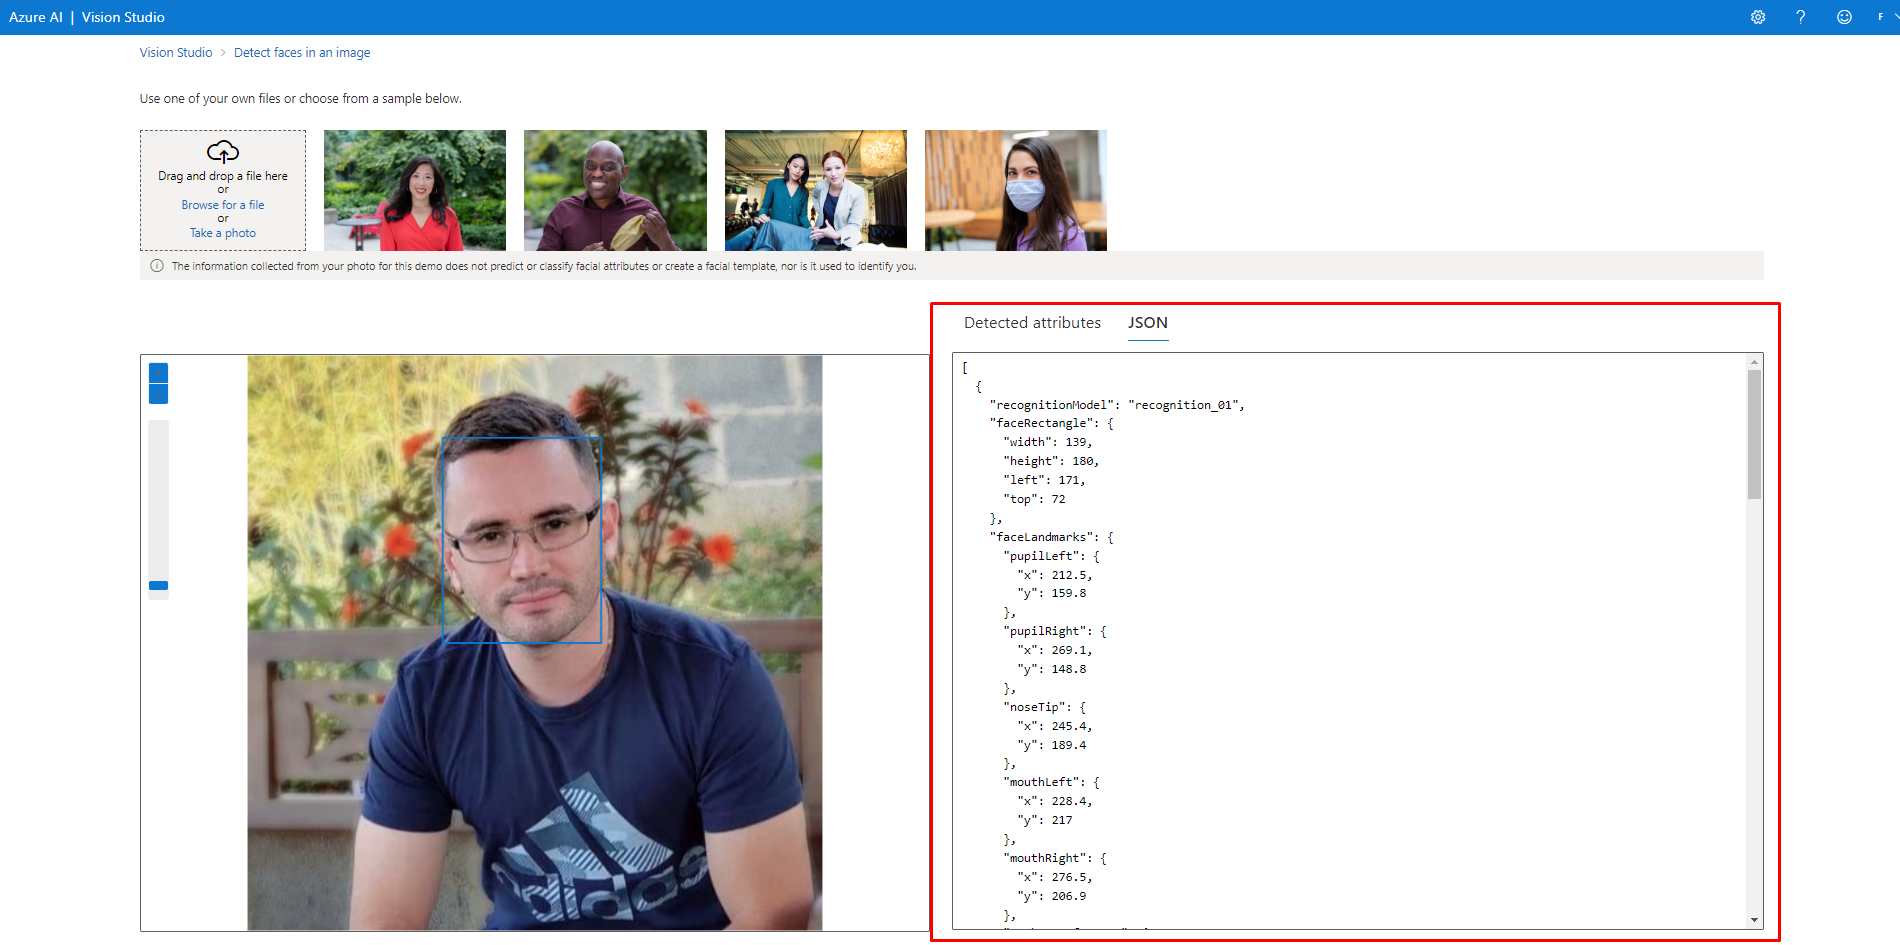 Azure AI | Vision Studio
F
Vision Studio > Detect faces in an image
Use one of your own files or choose from a sample below.
Drag and drop a file here
or
Browse for a file
or
Take a photo
The information collected from your photo for this demo does not predict or classify facial attributes or create a facial template, nor is it used to identify you.
Detected attributes JSON
[
{
"recognitionModel": "recognition_01",
"faceRectangle": {
"width": 139,
"height": 180,
"left": 171,
"top": 72
},
"faceLandmarks": {
"pupilLeft": {
"x": 212.5,
"y": 159.8
},
"pupilRight": {
"x": 269.1,
"y": 148.8
},
"noseTip": {
"x": 245.4,
"y": 189.4
},
"mouthLeft": {
"x": 228.4,
"y": 217
},
"mouthRight": {
"x": 276.5,
"y": 206.9
},
adidas